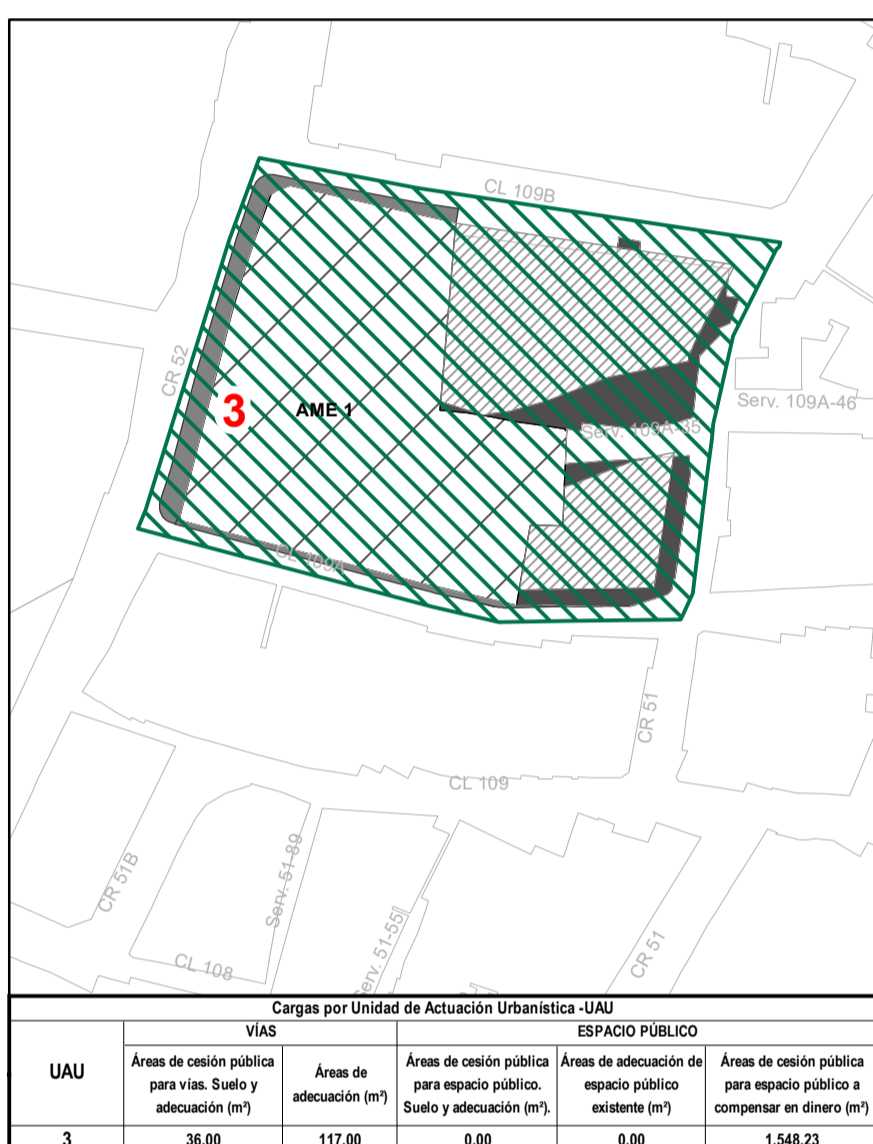 CL 109B
CR 52
3
AME 1
Serv. 109A-46
Serv. 109A-35
CL 109A
CR 51
CL 109
CR 51B
Serv. 51-89
Serv. 51-55
CR 51
CL 108
Cargas por Unidad de Actuación Urbanística -UAU
UAU
VÍAS
ESPACIO PÚBLICO
Áreas de cesión pública para vías. Suelo y adecuación (m²)
Áreas de adecuación (m²)
Áreas de cesión pública para espacio público. Suelo y adecuación (m²).
Áreas de adecuación de espacio público existente (m²)
Áreas de cesión pública para espacio público a compensar en dinero (m²)
3 36.00 117.00 0.00 0.00 1.548.23